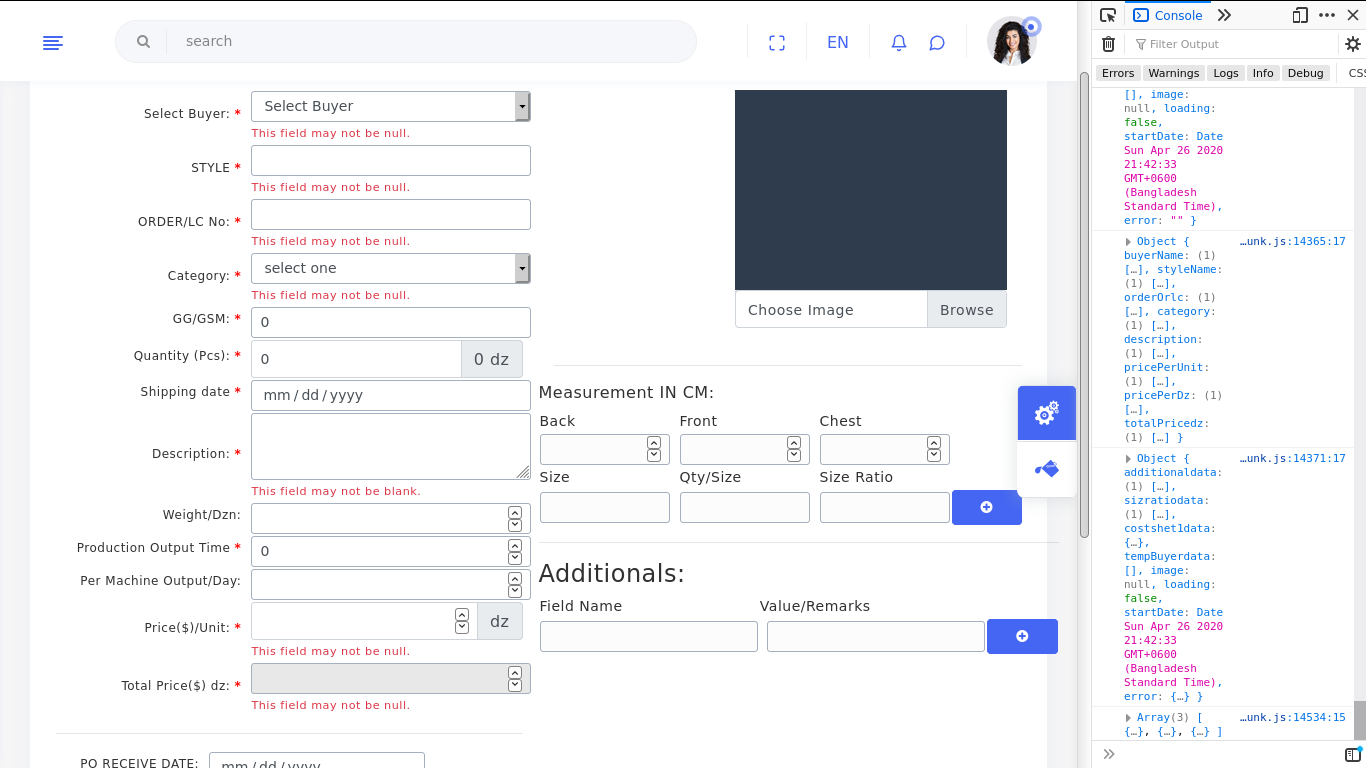 search
EN
Select Buyer: *
Select Buyer
This field may not be null.
STYLE *
This field may not be null.
ORDER/LC No: *
This field may not be null.
Category: *
select one
This field may not be null.
GG/GSM: *
0
Quantity (Pcs): *
0
0 dz
Shipping date *
mm / dd / yyyy
Description: *
This field may not be blank.
Weight/Dzn:
Production Output Time *
0
Per Machine Output/Day:
Price($)/Unit: *
dz
This field may not be null.
Total Price($) dz: *
This field may not be null.
PO RECEIVE DATE:
mm / dd / yyyy
Choose Image
Browse
Measurement IN CM:
Back Front Chest
Size Qty/Size Size Ratio
Additionals:
Field Name Value/Remarks
Console
Filter Output
Errors Warnings Logs Info Debug CSS
[], image:
null, loading:
false,
startDate: Date
Sun Apr 26 2020
21:42:33
GMT+0600
(Bangladesh
Standard Time),
error: "" }
Object { …unk.js:14365:17
buyerName: (1)
[…], styleName:
(1) […],
orderOrlc: (1)
[…], category:
(1) […],
description:
(1) […],
pricePerUnit:
(1) […],
pricePerDz: (1)
[…],
totalPricedz:
(1) […] }
Object { …unk.js:14371:17
additionaldata:
(1) […],
sizratiodata:
(1) […],
costshet1data:
{…},
tempBuyerdata:
[], image:
null, loading:
false,
startDate: Date
Sun Apr 26 2020
21:42:33
GMT+0600
(Bangladesh
Standard Time),
error: {…} }
Array(3) [ …unk.js:14534:15
{…}, {…}, {…} ]